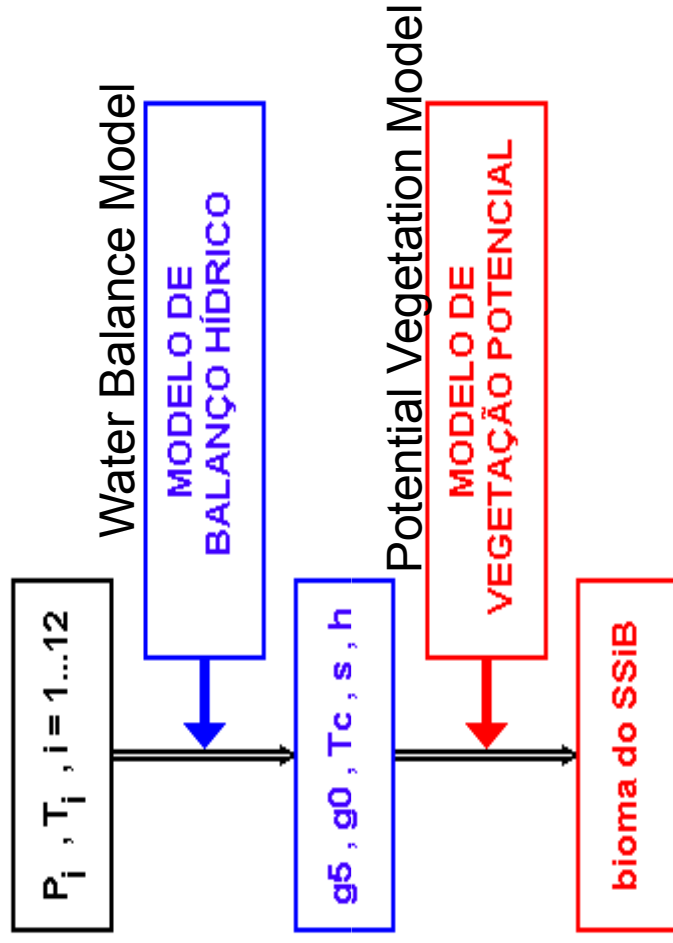 Water Balance Model
MODELO DE
BALANÇO HÍDRICO
P_i , T_i , i = 1...12
Potential Vegetation Model
MODELO DE
VEGETAÇÃO POTENCIAL
g5 , g0 , Tc , s , h
bioma do SSiB